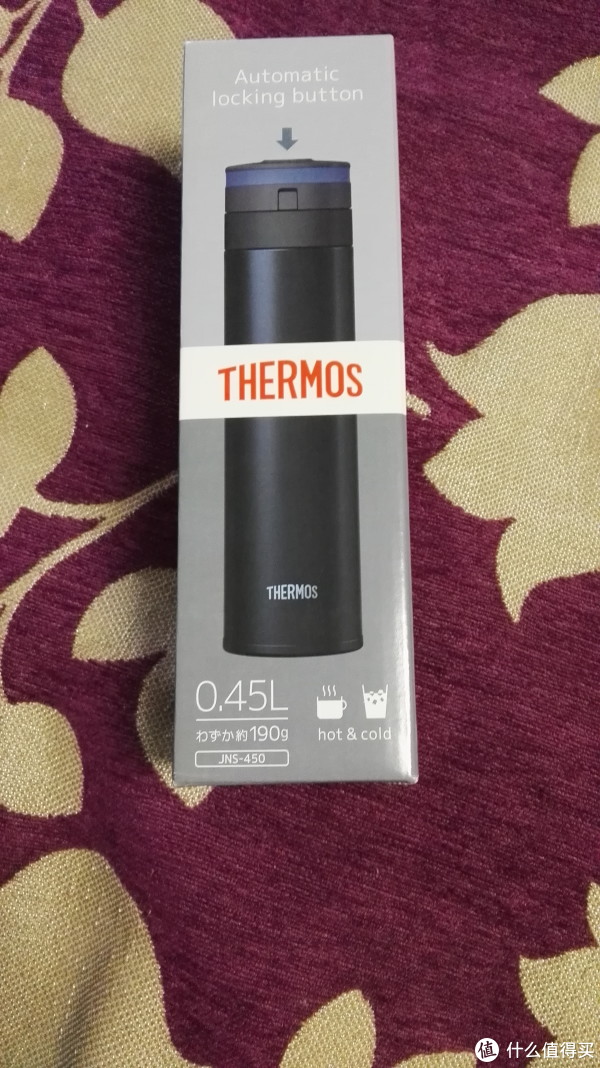 Automatic
locking button
THERMOS
THERMOS
0.45L
わずか約190g
JNS-450
hot & cold
值 什么值得买